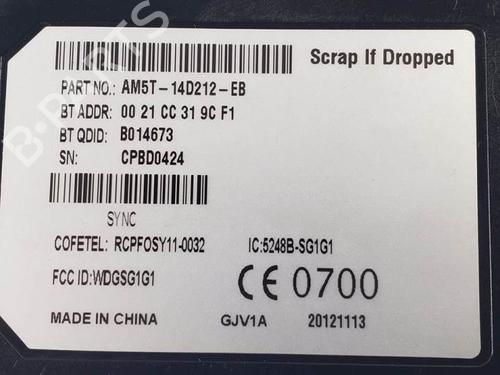 Scrap If Dropped
PART NO.: AM5T-14D212-EB
BT ADDR: 00 21 CC 31 9C F1
BT QDID: B014673
SN: CPBD0424
SYNC
COFETEL: RCPFOSY11-0032 IC:5248B-SG1G1
FCC ID:WDGSG1G1 CE 0700
MADE IN CHINA GJV1A 20121113
B-PARTS